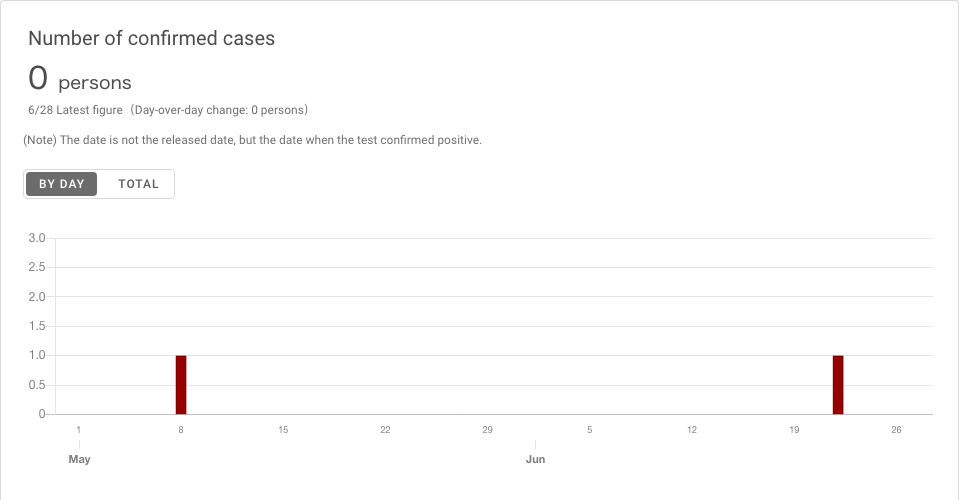 Number of confirmed cases
0 persons
6/28 Latest figure（Day-over-day change: 0 persons）
(Note) The date is not the released date, but the date when the test confirmed positive.
BY DAY TOTAL
3.0
2.5
2.0
1.5
1.0
0.5
0
1 8 15 22 29 5 12 19 26
May Jun